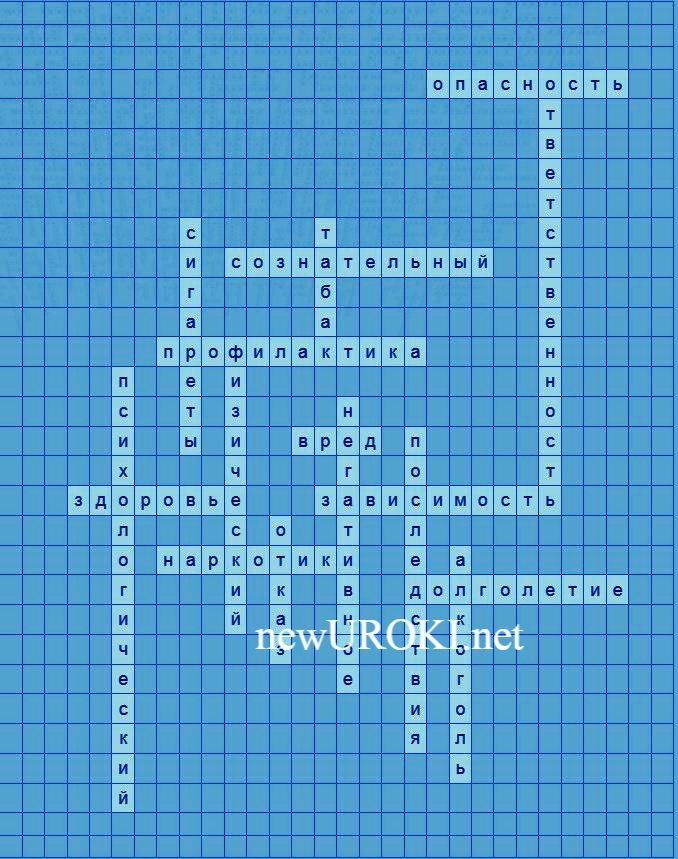 опасность
ответственность
сигареты
табак
сознательный
профилактика
физический
психологический
негативное
вред
последствия
здоровье
зависимость
отказ
наркотики
алкоголь
долголетие
newUROKI.net